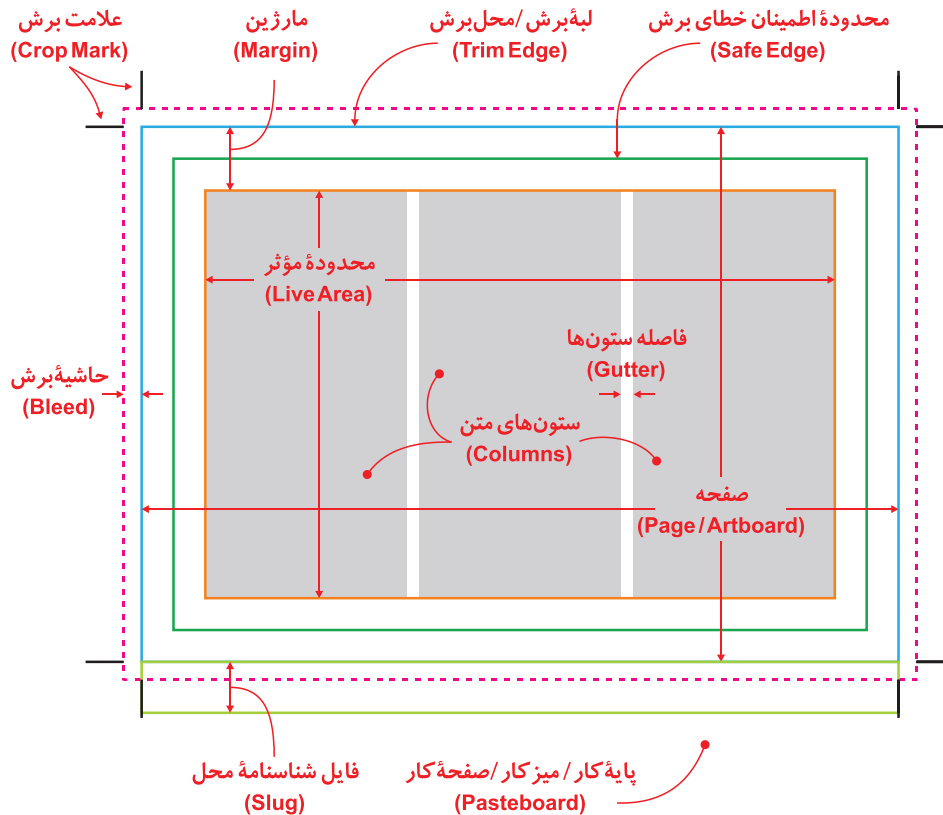 علامت برش
(Crop Mark)
مارژین
(Margin)
لبهٔ برش / محل برش
(Trim Edge)
محدودهٔ اطمینان خطای برش
(Safe Edge)
محدودهٔ مؤثر
(Live Area)
فاصله ستون‌ها
(Gutter)
حاشیهٔ برش
(Bleed)
ستون‌های متن
(Columns)
صفحه
(Page / Artboard)
فایل شناسنامهٔ محل
(Slug)
پایهٔ کار / میز کار / صفحهٔ کار
(Pasteboard)